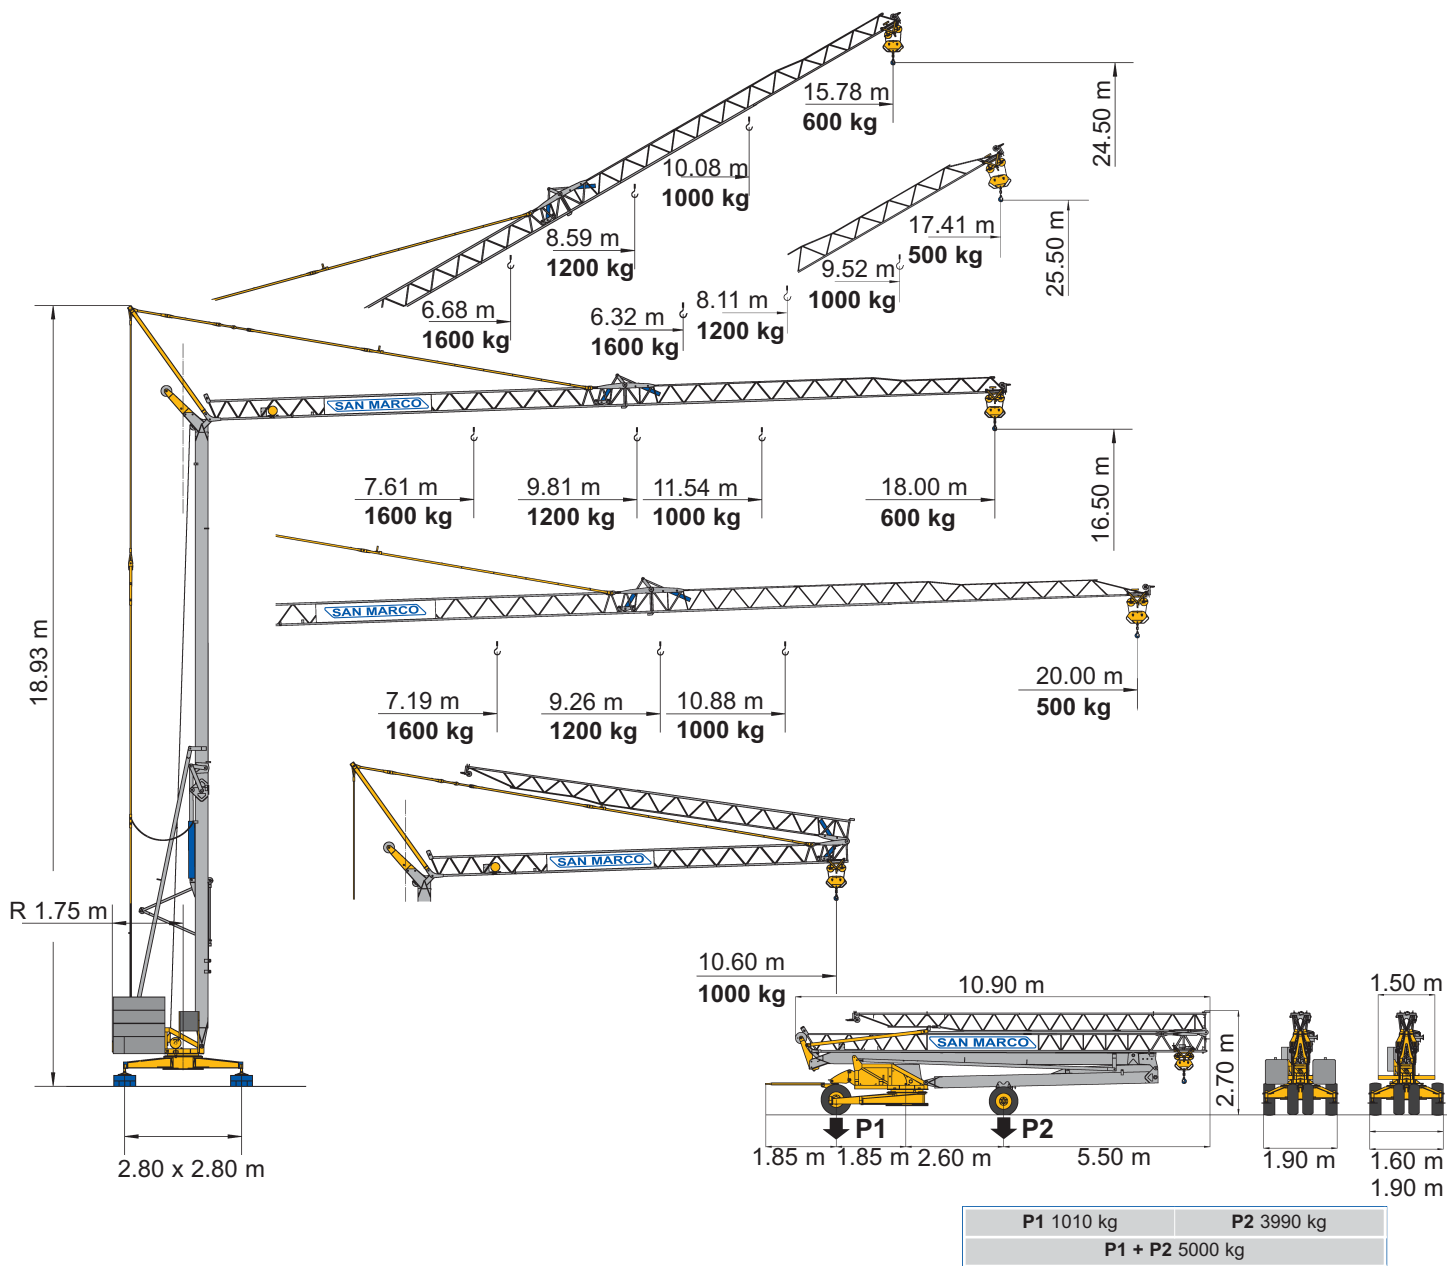 15.78 m
600 kg
24.50 m
10.08 m
1000 kg
8.59 m
1200 kg
6.68 m
1600 kg
17.41 m
500 kg
25.50 m
9.52 m
1000 kg
8.11 m
1200 kg
6.32 m
1600 kg
SAN MARCO
7.61 m
1600 kg
9.81 m
1200 kg
11.54 m
1000 kg
18.00 m
600 kg
16.50 m
18.93 m
SAN MARCO
7.19 m
1600 kg
9.26 m
1200 kg
10.88 m
1000 kg
20.00 m
500 kg
SAN MARCO
R 1.75 m
10.60 m
1000 kg
2.80 x 2.80 m
10.90 m
SAN MARCO
2.70 m
P1
P2
1.85 m
1.85 m
2.60 m
5.50 m
1.90 m
1.50 m
1.60 m
1.90 m
P1 1010 kg
P2 3990 kg
P1 + P2 5000 kg